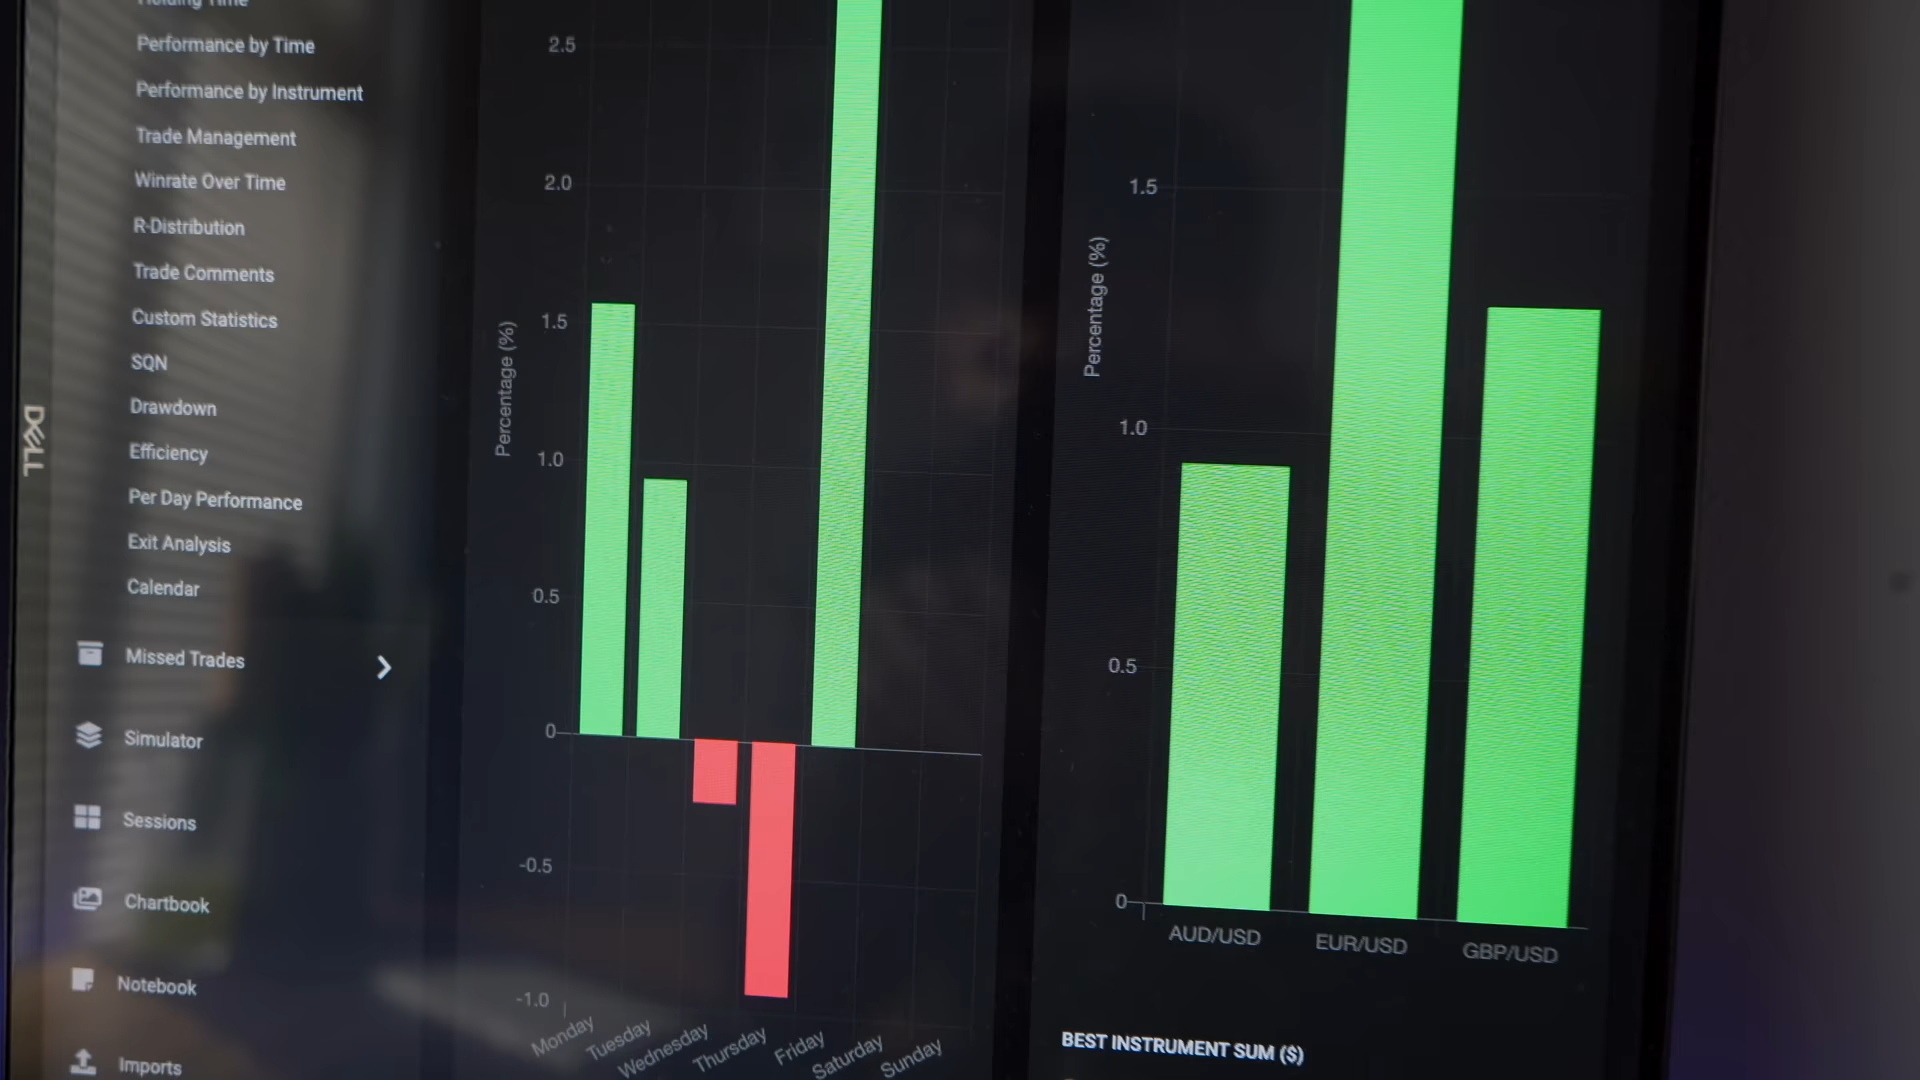 Holding Time
Performance by Time
Performance by Instrument
Trade Management
Winrate Over Time
R-Distribution
Trade Comments
Custom Statistics
SQN
Drawdown
Efficiency
Per Day Performance
Exit Analysis
Calendar
Missed Trades
Simulator
Sessions
Chartbook
Notebook
Imports
DELL
Percentage (%)
2.5
2.0
1.5
1.0
0.5
0
-0.5
-1.0
Monday
Tuesday
Wednesday
Thursday
Friday
Saturday
Sunday
Percentage (%)
1.5
1.0
0.5
0
AUD/USD
EUR/USD
GBP/USD
BEST INSTRUMENT SUM ($)